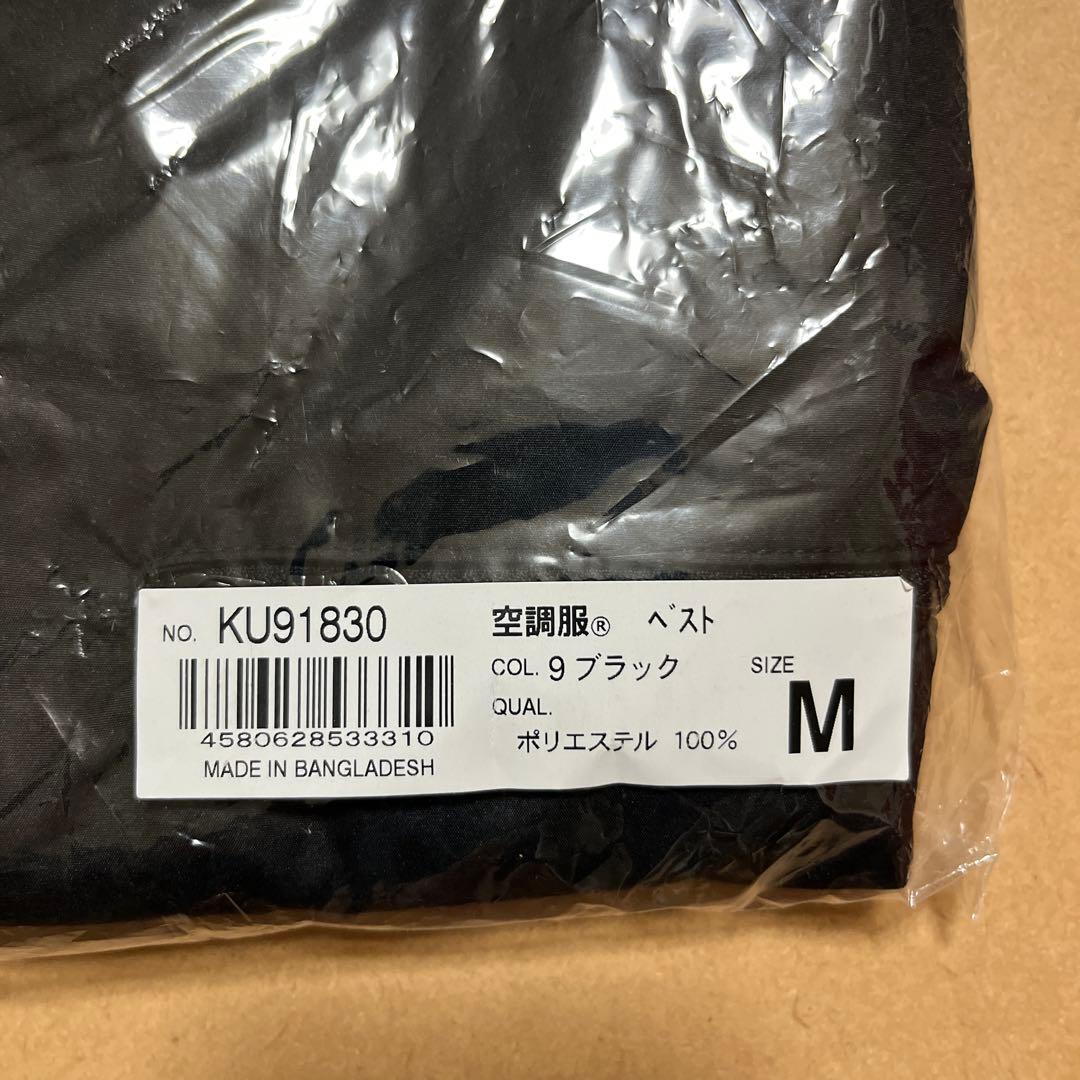 NO. KU91830
4580628533310
MADE IN BANGLADESH
空調服® ベスト
COL. 9 ブラック
QUAL.
ポリエステル 100%
SIZE
M